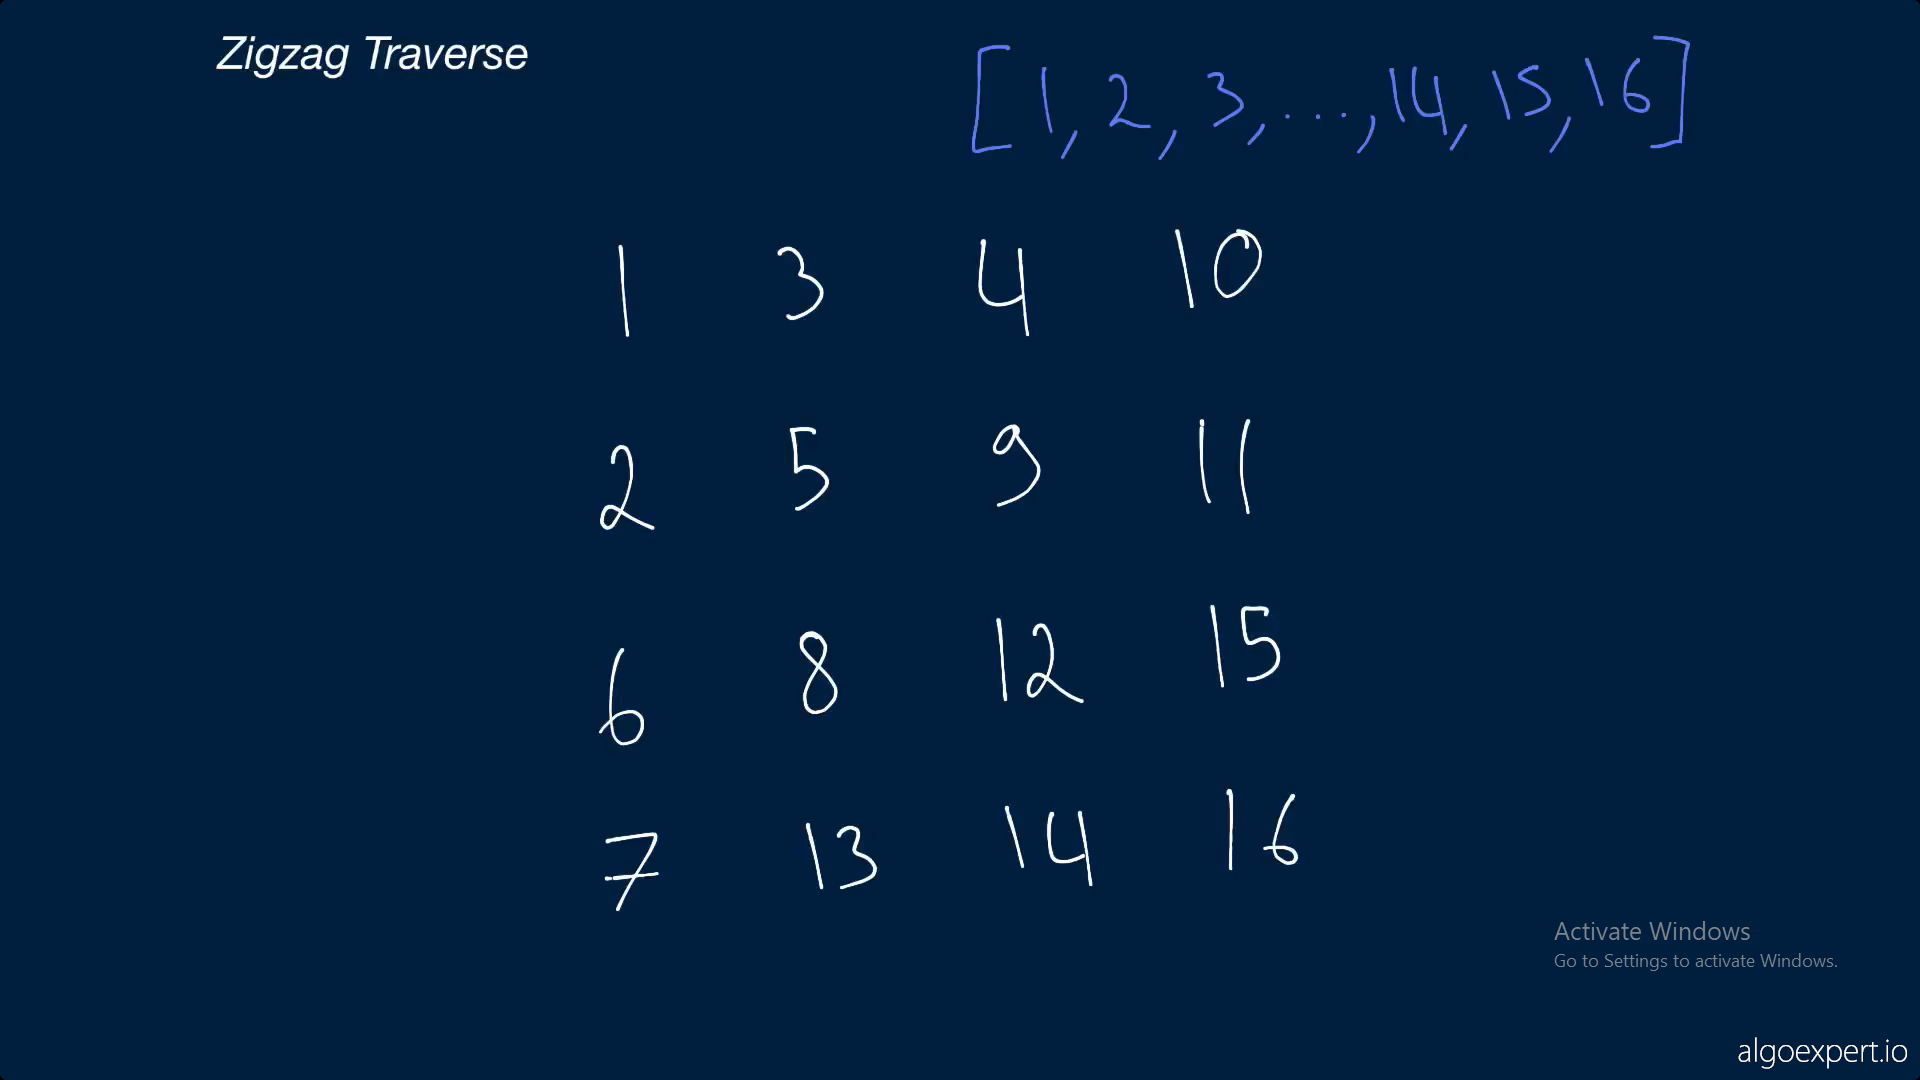 Zigzag Traverse
[1, 2, 3, ..., 14, 15, 16]
1 3 4 10
2 5 9 11
6 8 12 15
7 13 14 16
Activate Windows
Go to Settings to activate Windows.
algoexpert.io